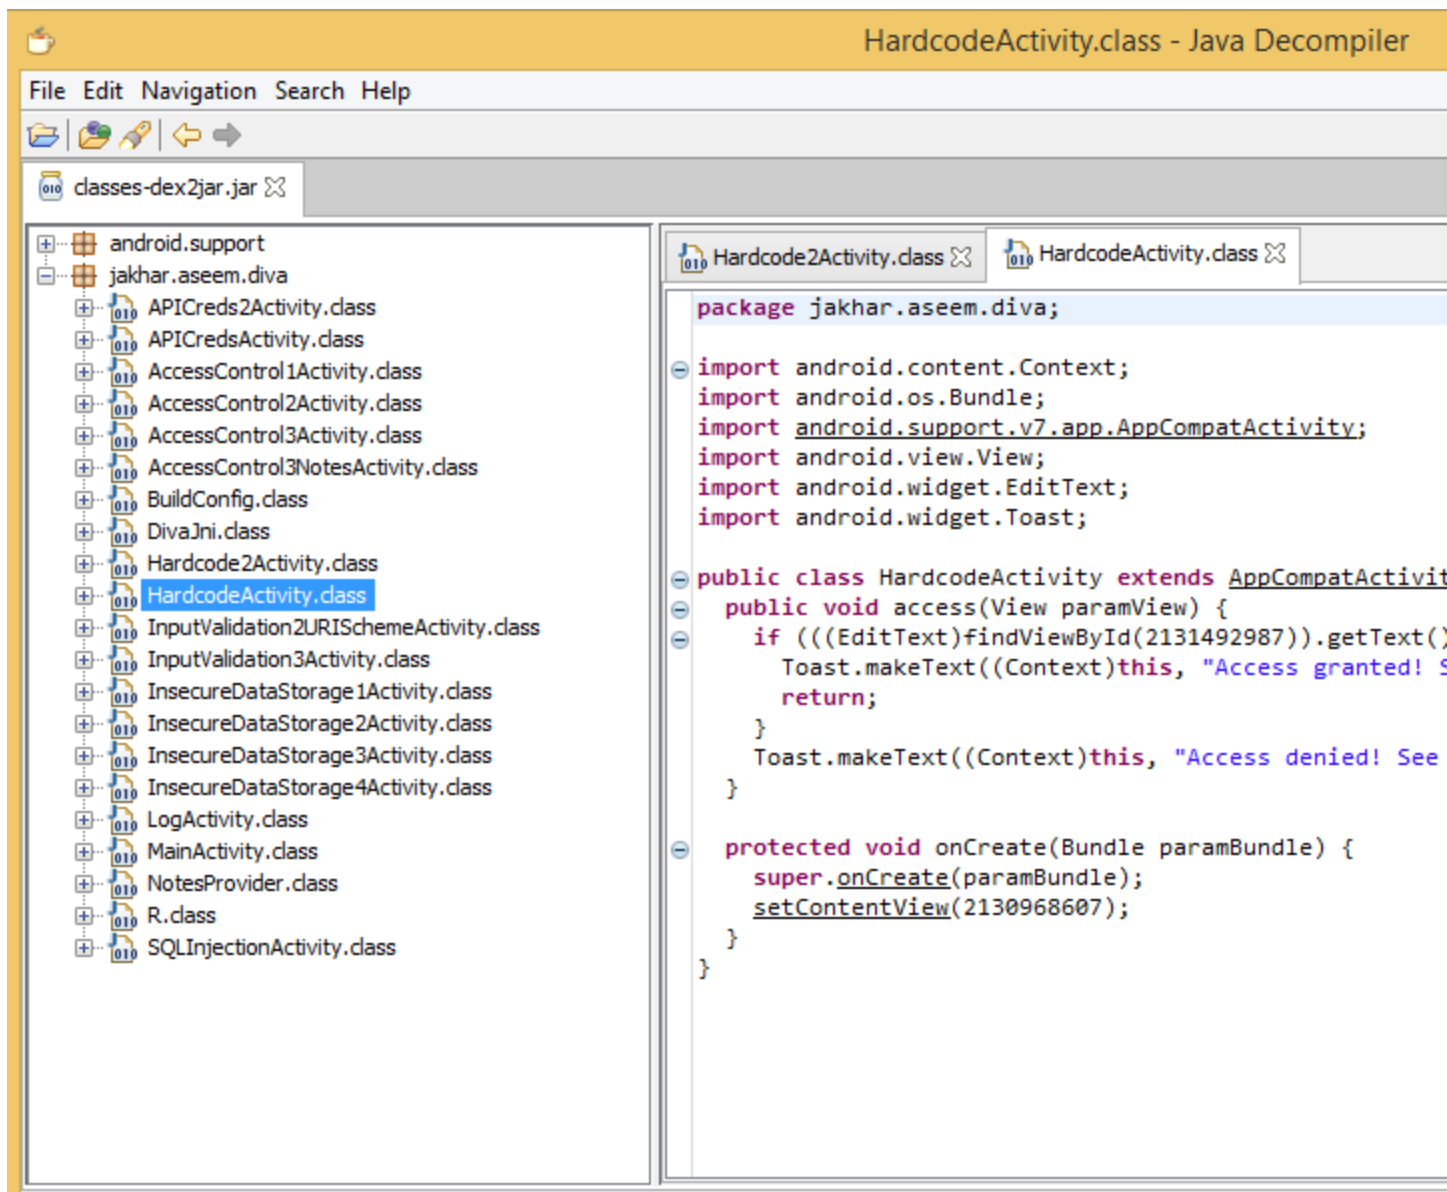 HardcodeActivity.class - Java Decompiler
File Edit Navigation Search Help
classes-dex2jar.jar
android.support
jakhar.aseem.diva
APICreds2Activity.class
APICredsActivity.class
AccessControl1Activity.class
AccessControl2Activity.class
AccessControl3Activity.class
AccessControl3NotesActivity.class
BuildConfig.class
DivaJni.class
Hardcode2Activity.class
HardcodeActivity.class
InputValidation2URISchemeActivity.class
InputValidation3Activity.class
InsecureDataStorage1Activity.class
InsecureDataStorage2Activity.class
InsecureDataStorage3Activity.class
InsecureDataStorage4Activity.class
LogActivity.class
MainActivity.class
NotesProvider.class
R.class
SQLInjectionActivity.class
Hardcode2Activity.class HardcodeActivity.class
package jakhar.aseem.diva;
import android.content.Context;
import android.os.Bundle;
import android.support.v7.app.AppCompatActivity;
import android.view.View;
import android.widget.EditText;
import android.widget.Toast;
public class HardcodeActivity extends AppCompatActivit
public void access(View paramView) {
if (((EditText)findViewById(2131492987)).getText()
Toast.makeText((Context)this, "Access granted! S
return;
}
Toast.makeText((Context)this, "Access denied! See
}
protected void onCreate(Bundle paramBundle) {
super.onCreate(paramBundle);
setContentView(2130968607);
}
}